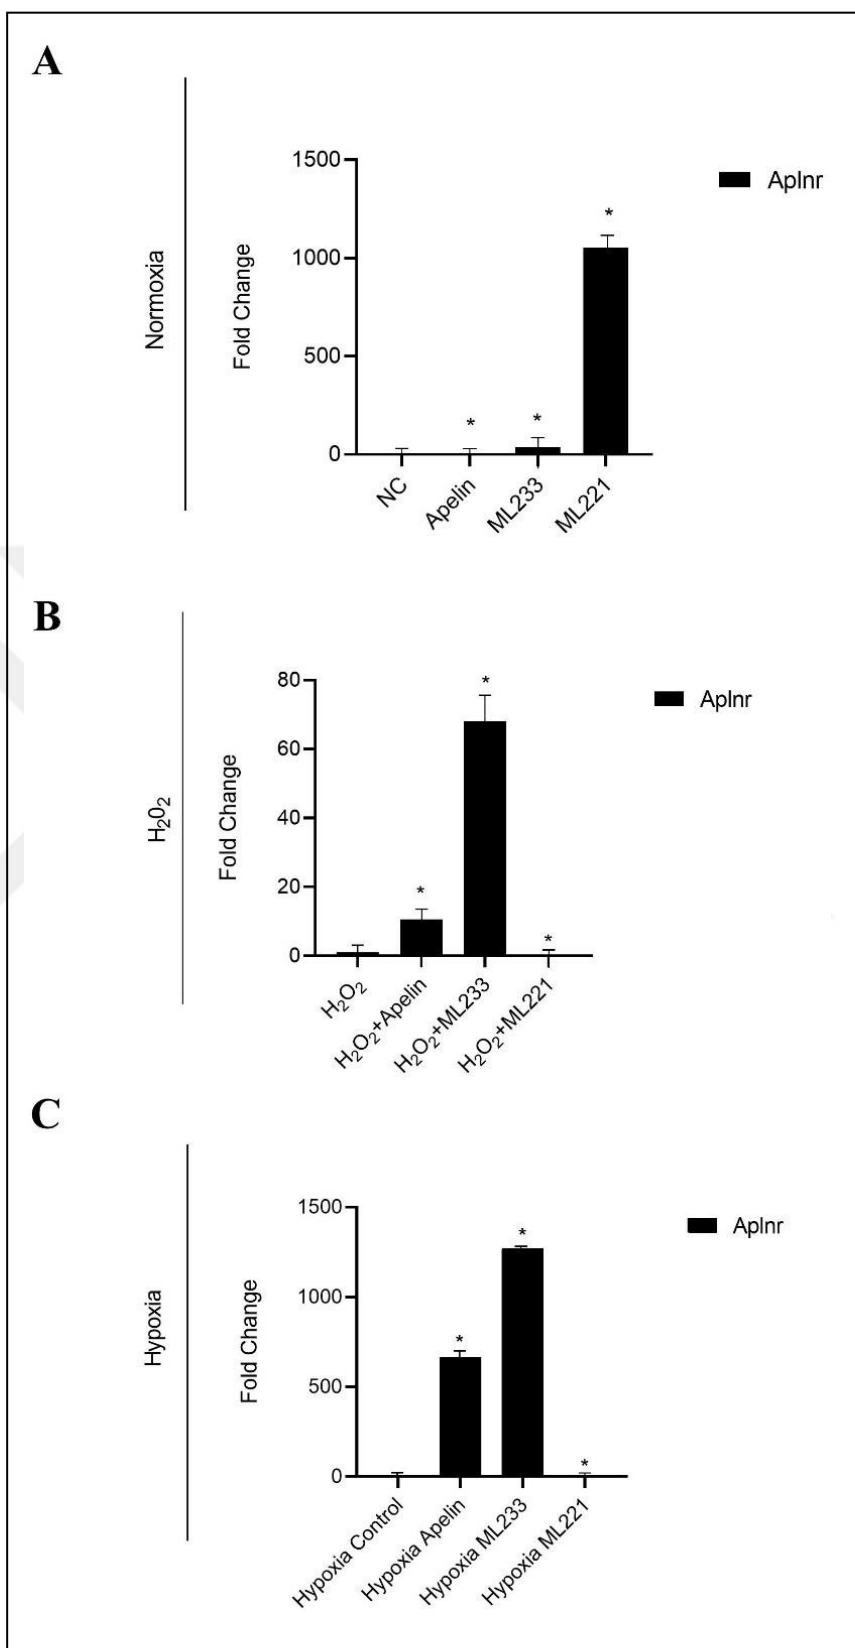 A
Normoxia
Fold Change
1500
1000
500
0
*
*
*
NC
Apelin
ML233
ML221
Aplnr
B
H₂0₂
Fold Change
80
60
40
20
0
*
*
*
H₂O₂
H₂O₂+Apelin
H₂O₂+ML233
H₂O₂+ML221
Aplnr
C
Hypoxia
Fold Change
1500
1000
500
0
*
*
*
Hypoxia Control
Hypoxia Apelin
Hypoxia ML233
Hypoxia ML221
Aplnr